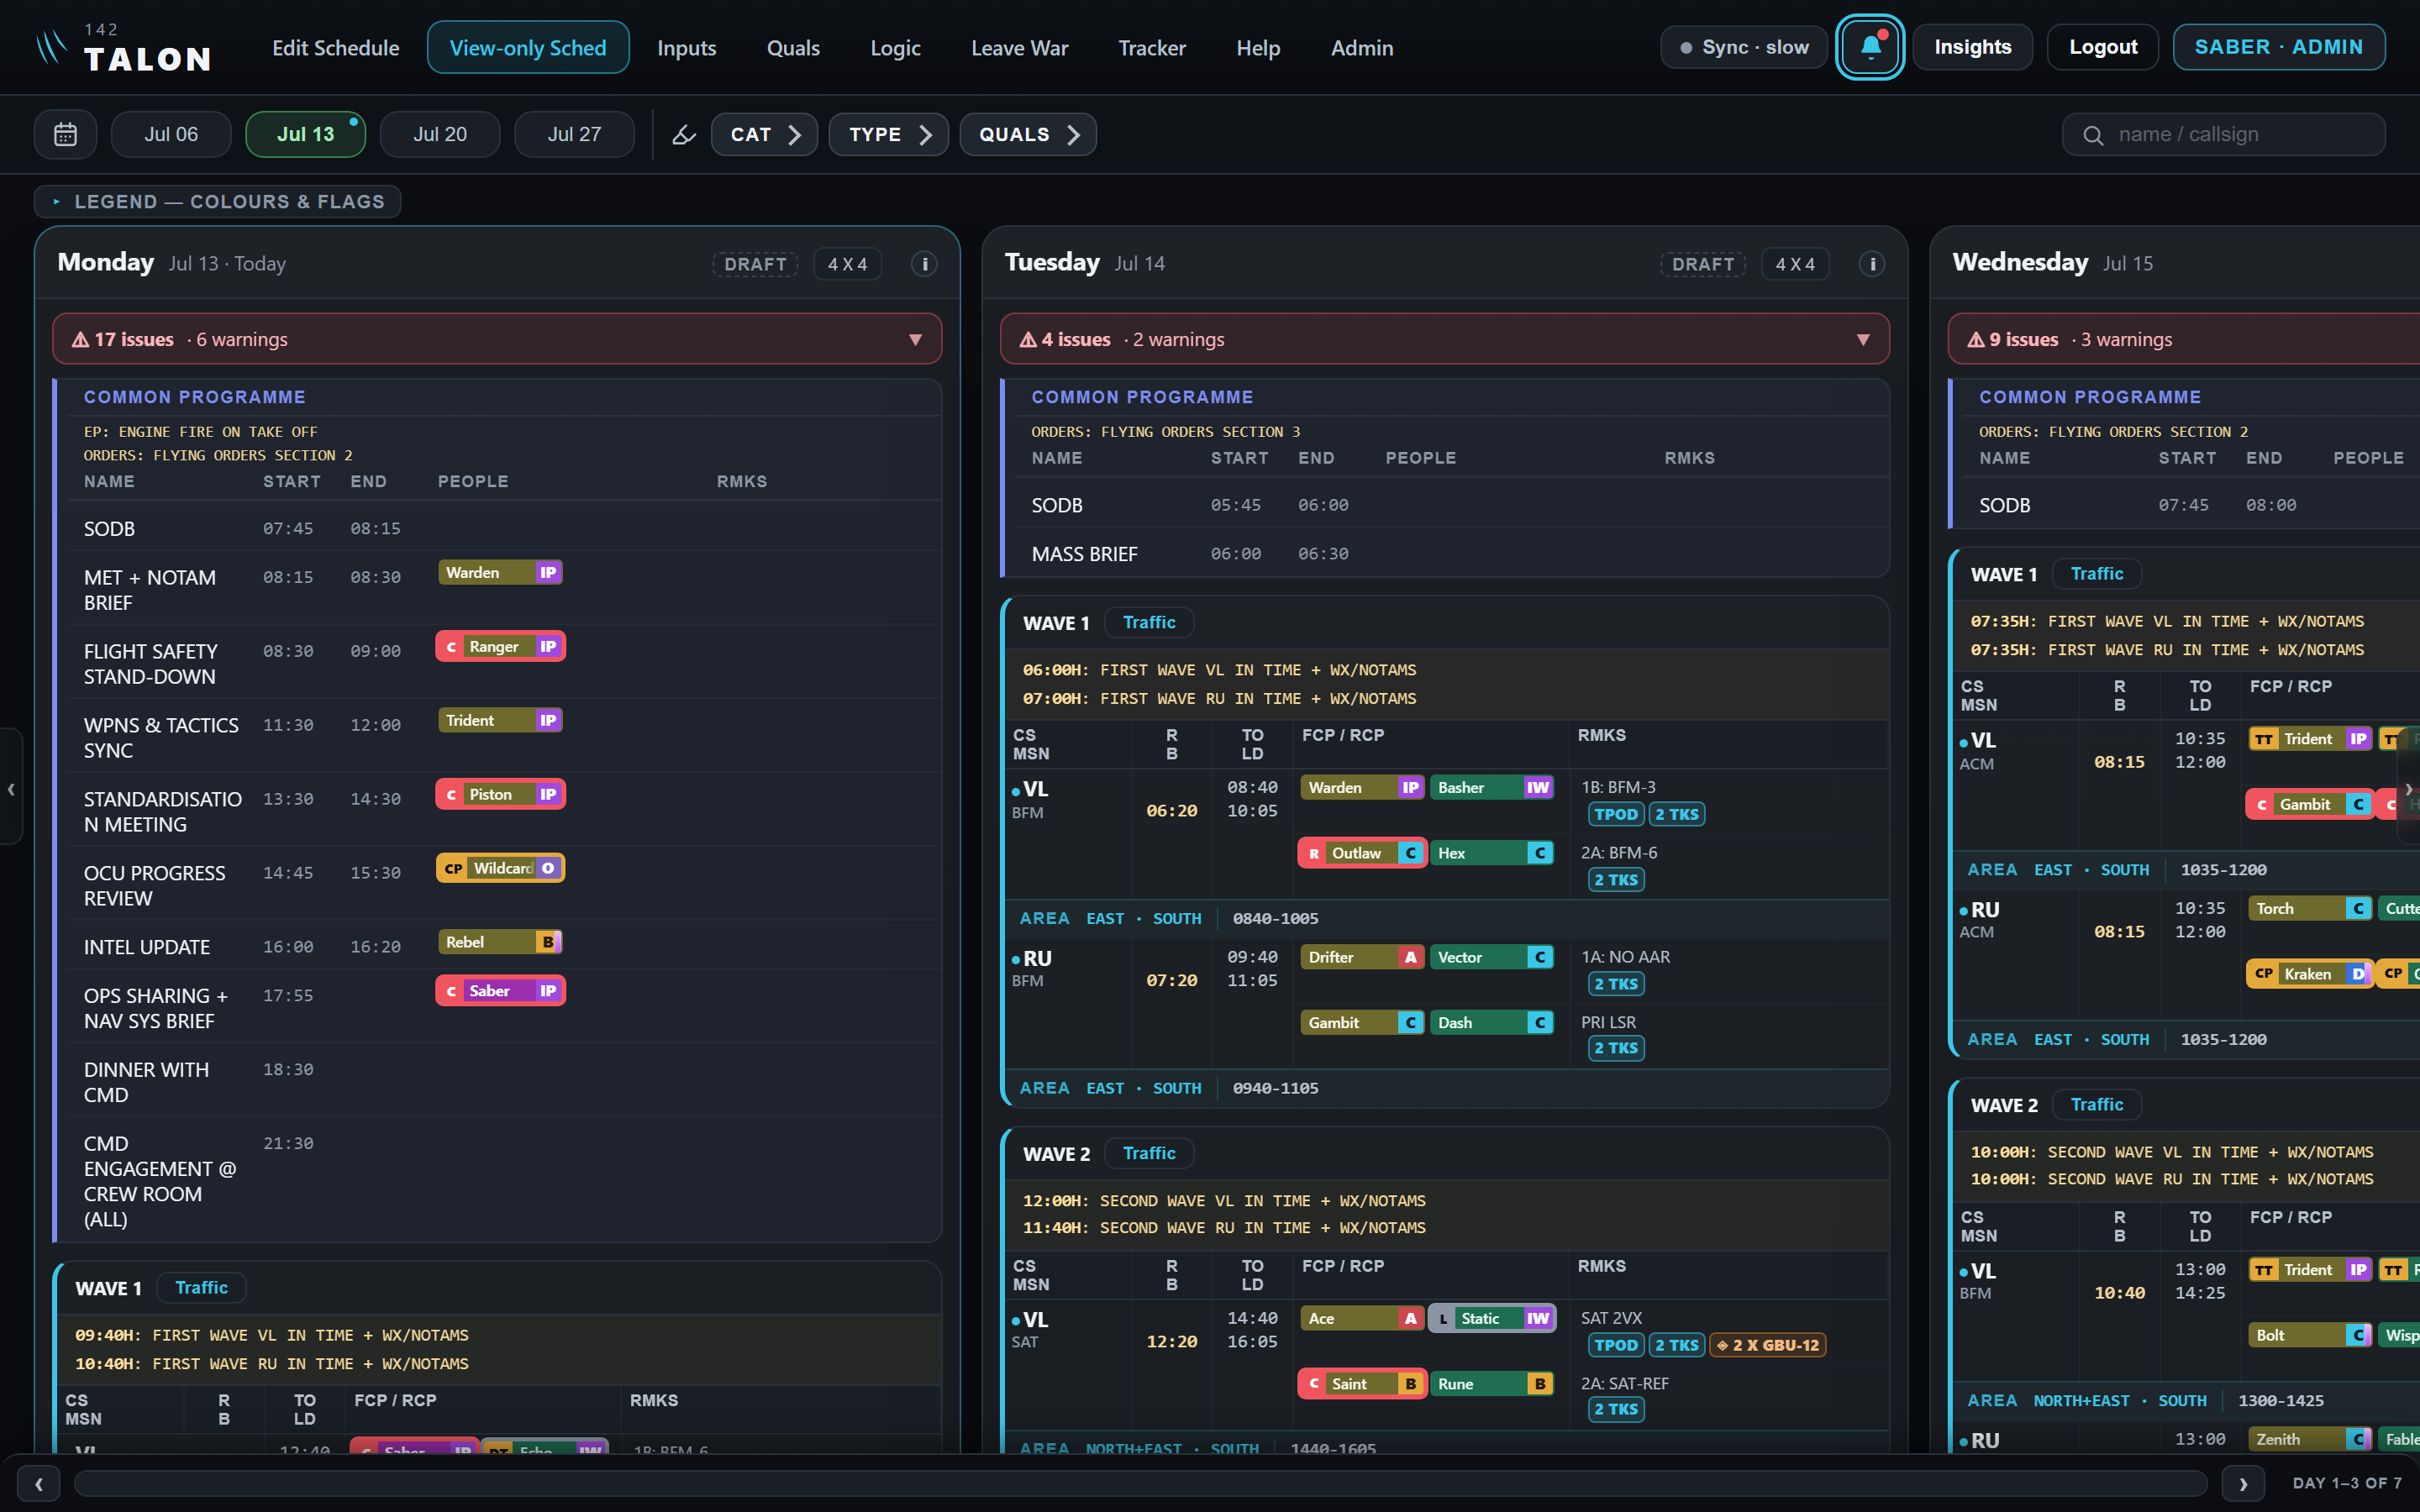 142
TALON
Edit Schedule
View-only Sched
Inputs
Quals
Logic
Leave War
Tracker
Help
Admin
Sync · slow
Insights
Logout
SABER · ADMIN
Jul 06
Jul 13
Jul 20
Jul 27
CAT
TYPE
QUALS
name / callsign
LEGEND — COLOURS & FLAGS
Monday Jul 13 · Today
DRAFT
4 X 4
i
17 issues · 6 warnings
COMMON PROGRAMME
EP: ENGINE FIRE ON TAKE OFF
ORDERS: FLYING ORDERS SECTION 2
NAME START END PEOPLE RMKS
SODB 07:45 08:15
MET + NOTAM 08:15 08:30 Warden IP
BRIEF
FLIGHT SAFETY 08:30 09:00 C Ranger IP
STAND-DOWN
WPNS & TACTICS 11:30 12:00 Trident IP
SYNC
STANDARDISATIO 13:30 14:30 C Piston IP
N MEETING
OCU PROGRESS 14:45 15:30 CP Wildcard O
REVIEW
INTEL UPDATE 16:00 16:20 Rebel B
OPS SHARING + 17:55 C Saber IP
NAV SYS BRIEF
DINNER WITH 18:30
CMD
CMD 21:30
ENGAGEMENT @
CREW ROOM
(ALL)
WAVE 1 Traffic
09:40H: FIRST WAVE VL IN TIME + WX/NOTAMS
10:40H: FIRST WAVE RU IN TIME + WX/NOTAMS
CS R TO FCP / RCP RMKS
MSN B LD
VL 12:40 C Saber IP DT Echo IW 1B: BFM-6
Tuesday Jul 14
DRAFT
4 X 4
i
4 issues · 2 warnings
COMMON PROGRAMME
ORDERS: FLYING ORDERS SECTION 3
NAME START END PEOPLE RMKS
SODB 05:45 06:00
MASS BRIEF 06:00 06:30
WAVE 1 Traffic
06:00H: FIRST WAVE VL IN TIME + WX/NOTAMS
07:00H: FIRST WAVE RU IN TIME + WX/NOTAMS
CS R TO FCP / RCP RMKS
MSN B LD
VL 08:40 Warden IP Basher IW 1B: BFM-3
BFM 06:20 10:05 TPOD 2 TKS
R Outlaw C Hex C 2A: BFM-6
2 TKS
AREA EAST · SOUTH 0840-1005
RU 09:40 Drifter A Vector C 1A: NO AAR
BFM 07:20 11:05 2 TKS
Gambit C Dash C PRI LSR
2 TKS
AREA EAST · SOUTH 0940-1105
WAVE 2 Traffic
12:00H: SECOND WAVE VL IN TIME + WX/NOTAMS
11:40H: SECOND WAVE RU IN TIME + WX/NOTAMS
CS R TO FCP / RCP RMKS
MSN B LD
VL 14:40 Ace A L Static IW SAT 2VX
SAT 12:20 16:05 TPOD 2 TKS 2 X GBU-12
C Saint B Rune B 2A: SAT-REF
2 TKS
AREA NORTH+EAST · SOUTH 1440-1605
Wednesday Jul 15
9 issues · 3 warnings
COMMON PROGRAMME
ORDERS: FLYING ORDERS SECTION 2
NAME START END PEOPLE
SODB 07:45 08:00
WAVE 1 Traffic
07:35H: FIRST WAVE VL IN TIME + WX/NOTAMS
07:35H: FIRST WAVE RU IN TIME + WX/NOTAMS
CS R TO FCP / RCP
MSN B LD
VL 10:35 TT Trident IP TT
ACM 08:15 12:00
C Gambit C C
AREA EAST · SOUTH 1035-1200
RU 10:35 Torch C
ACM 08:15 12:00
CP Kraken D CP
AREA EAST · SOUTH 1035-1200
WAVE 2 Traffic
10:00H: SECOND WAVE VL IN TIME + WX/NOTAMS
10:00H: SECOND WAVE RU IN TIME + WX/NOTAMS
CS R TO FCP / RCP
MSN B LD
VL 13:00 TT Trident IP TT
BFM 10:40 14:25
Bolt C Wisp
AREA NORTH+EAST · SOUTH 1300-1425
RU 13:00 Zenith C Fable
DAY 1–3 OF 7